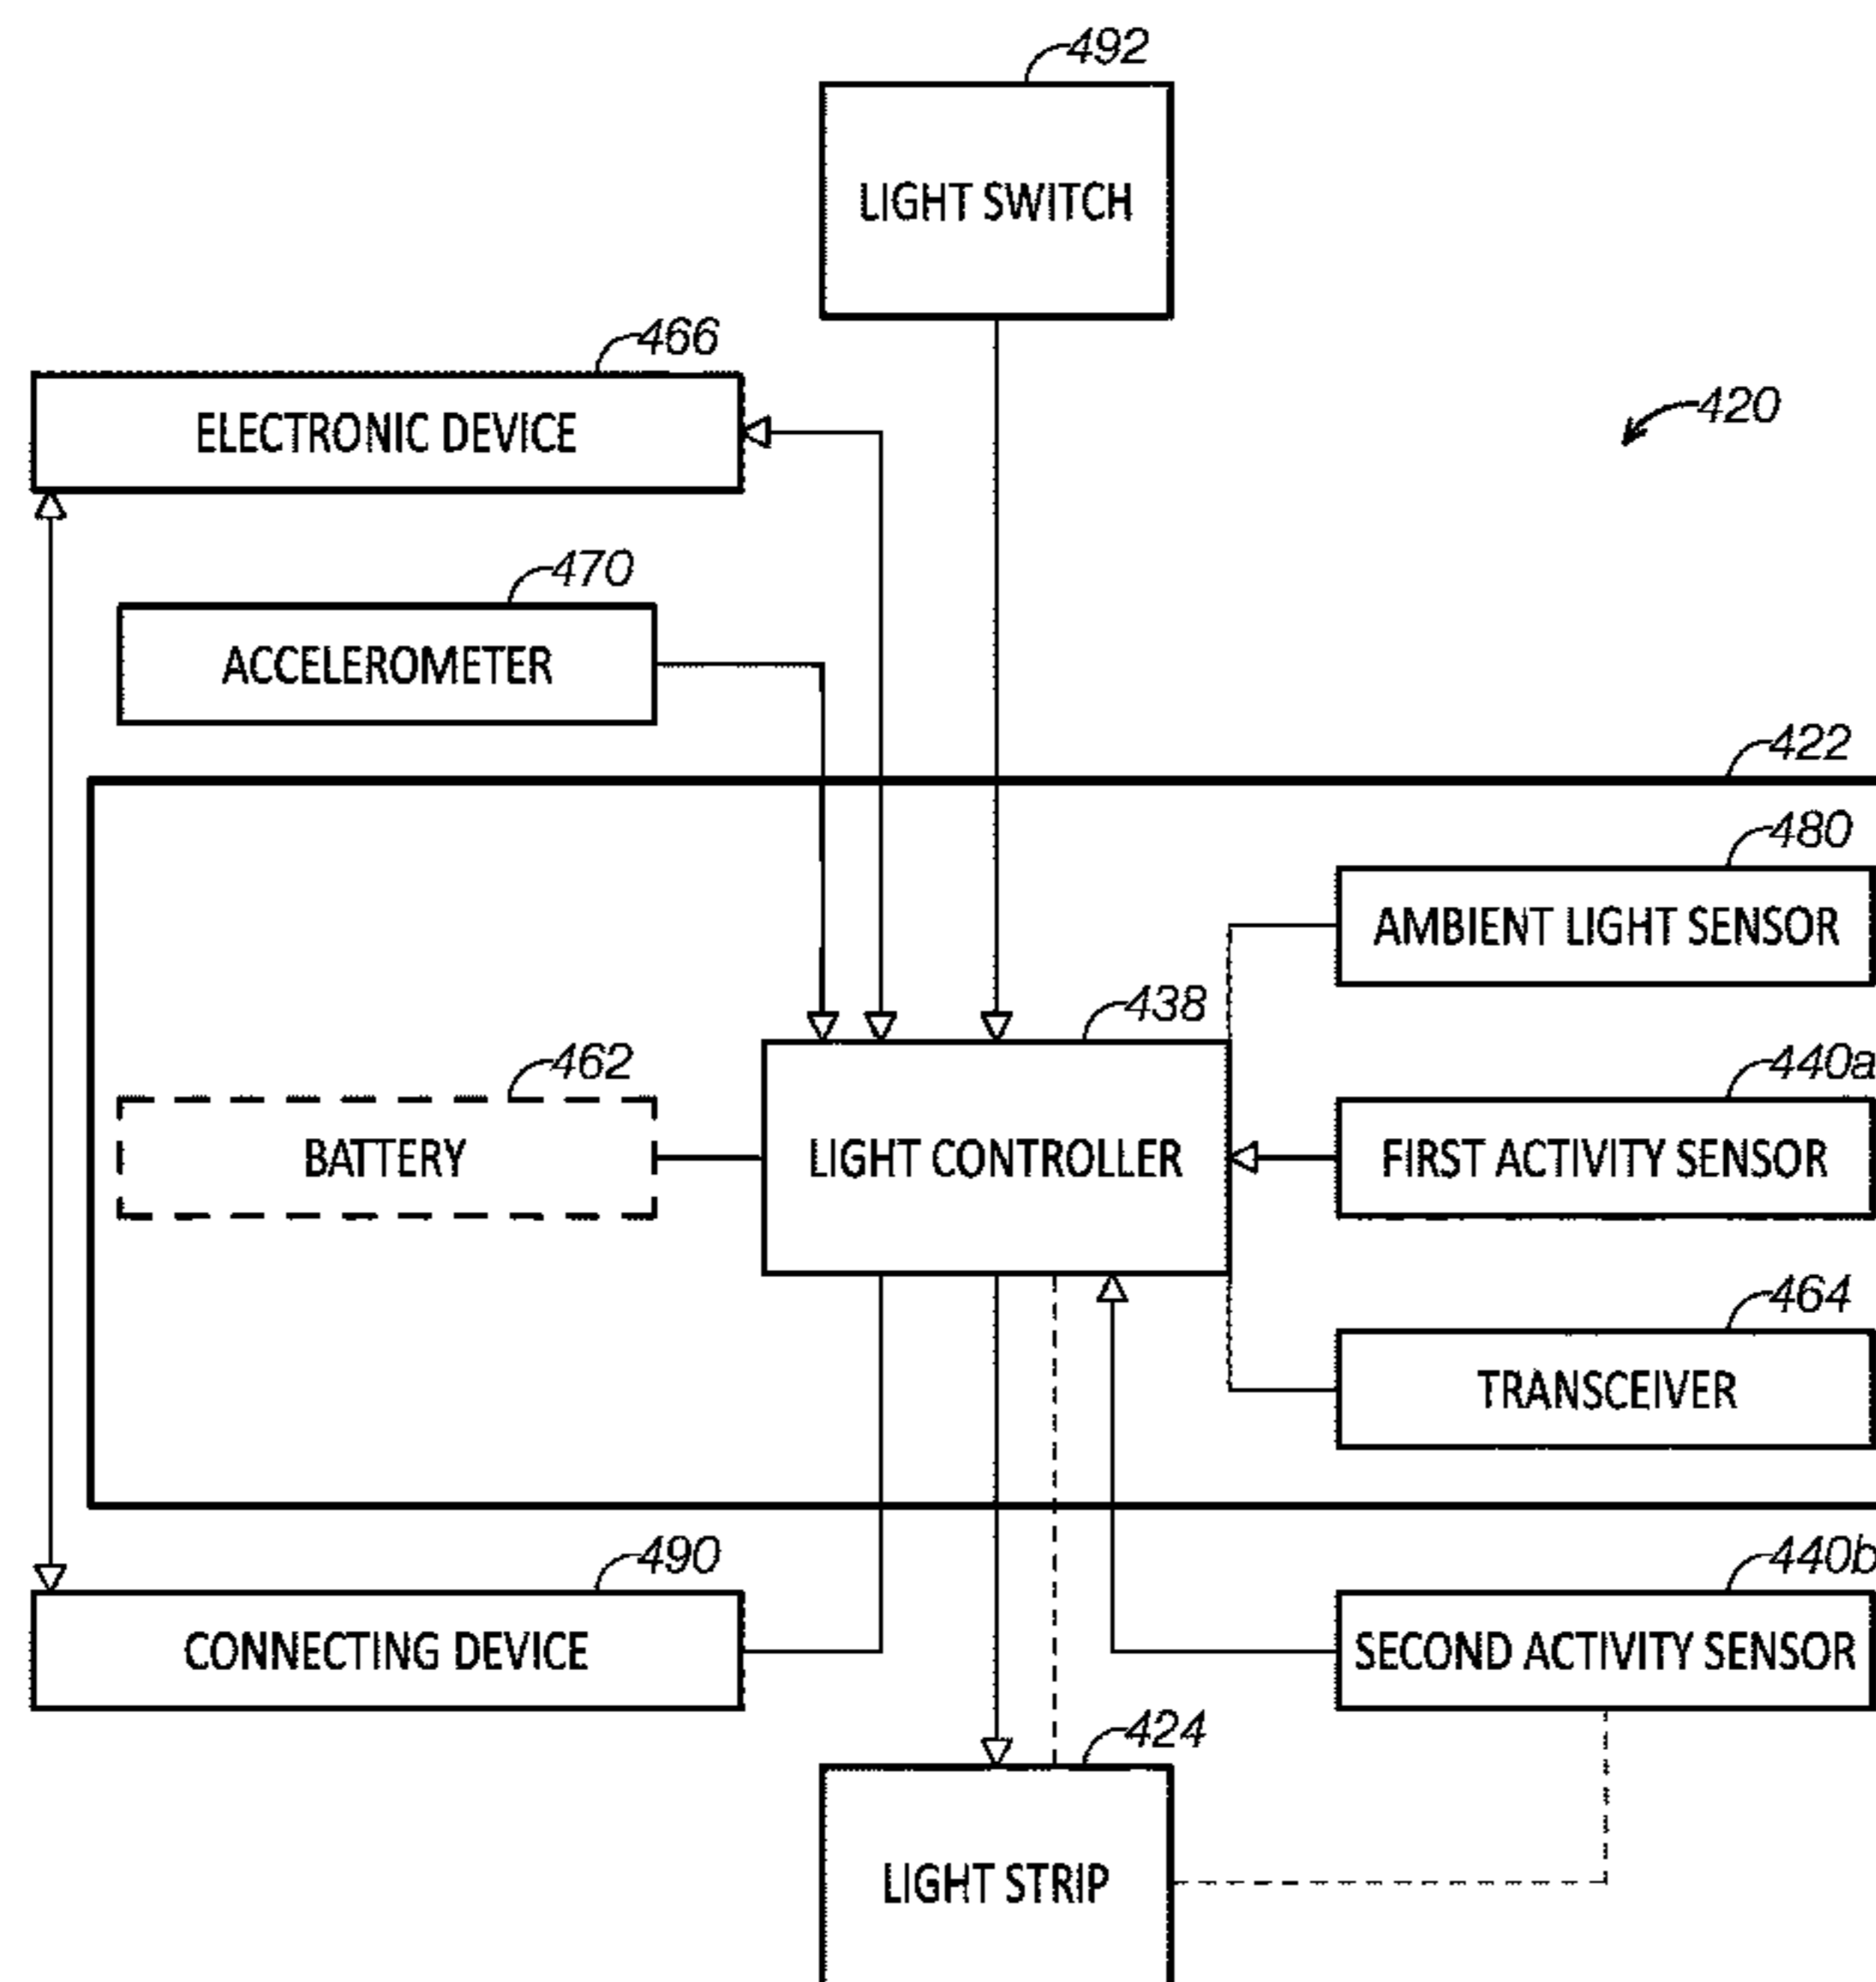 492
LIGHT SWITCH
466
ELECTRONIC DEVICE
420
470
ACCELEROMETER
422
480
AMBIENT LIGHT SENSOR
438
462
440a
BATTERY
LIGHT CONTROLLER
FIRST ACTIVITY SENSOR
464
TRANSCEIVER
490
440b
CONNECTING DEVICE
SECOND ACTIVITY SENSOR
424
LIGHT STRIP